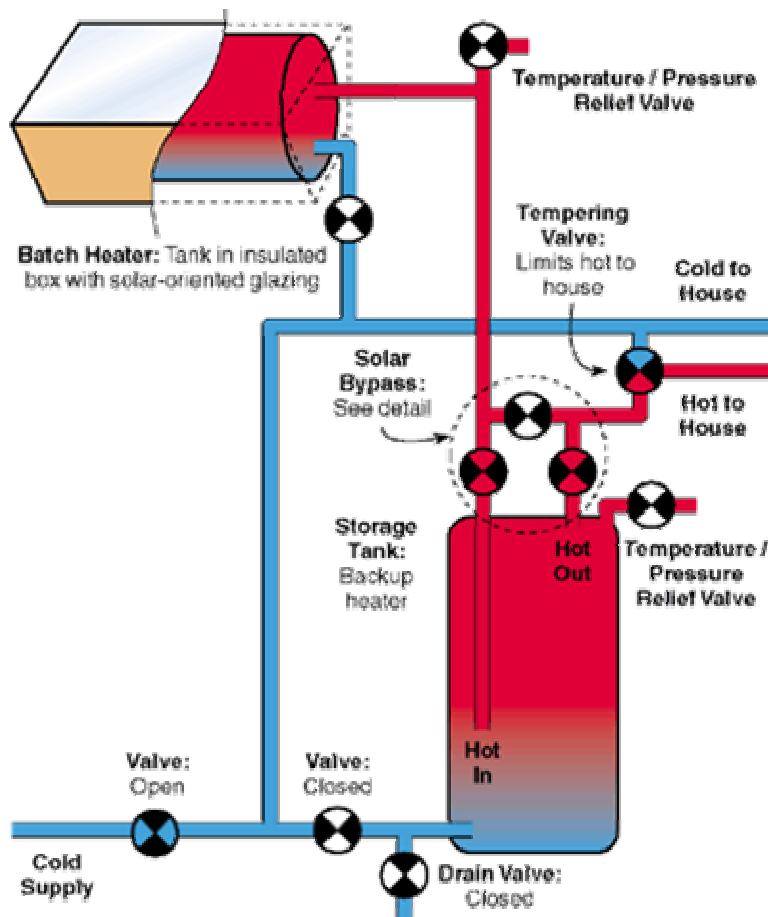 Temperature / Pressure
Relief Valve
Batch Heater: Tank in insulated
box with solar-oriented glazing
Tempering
Valve:
Limits hot to
house
Cold to
House
Solar
Bypass:
See detail
Hot to
House
Storage
Tank:
Backup
heater
Hot
Out
Temperature /
Pressure
Relief Valve
Hot
In
Valve:
Open
Valve:
Closed
Cold
Supply
Drain Valve:
Closed